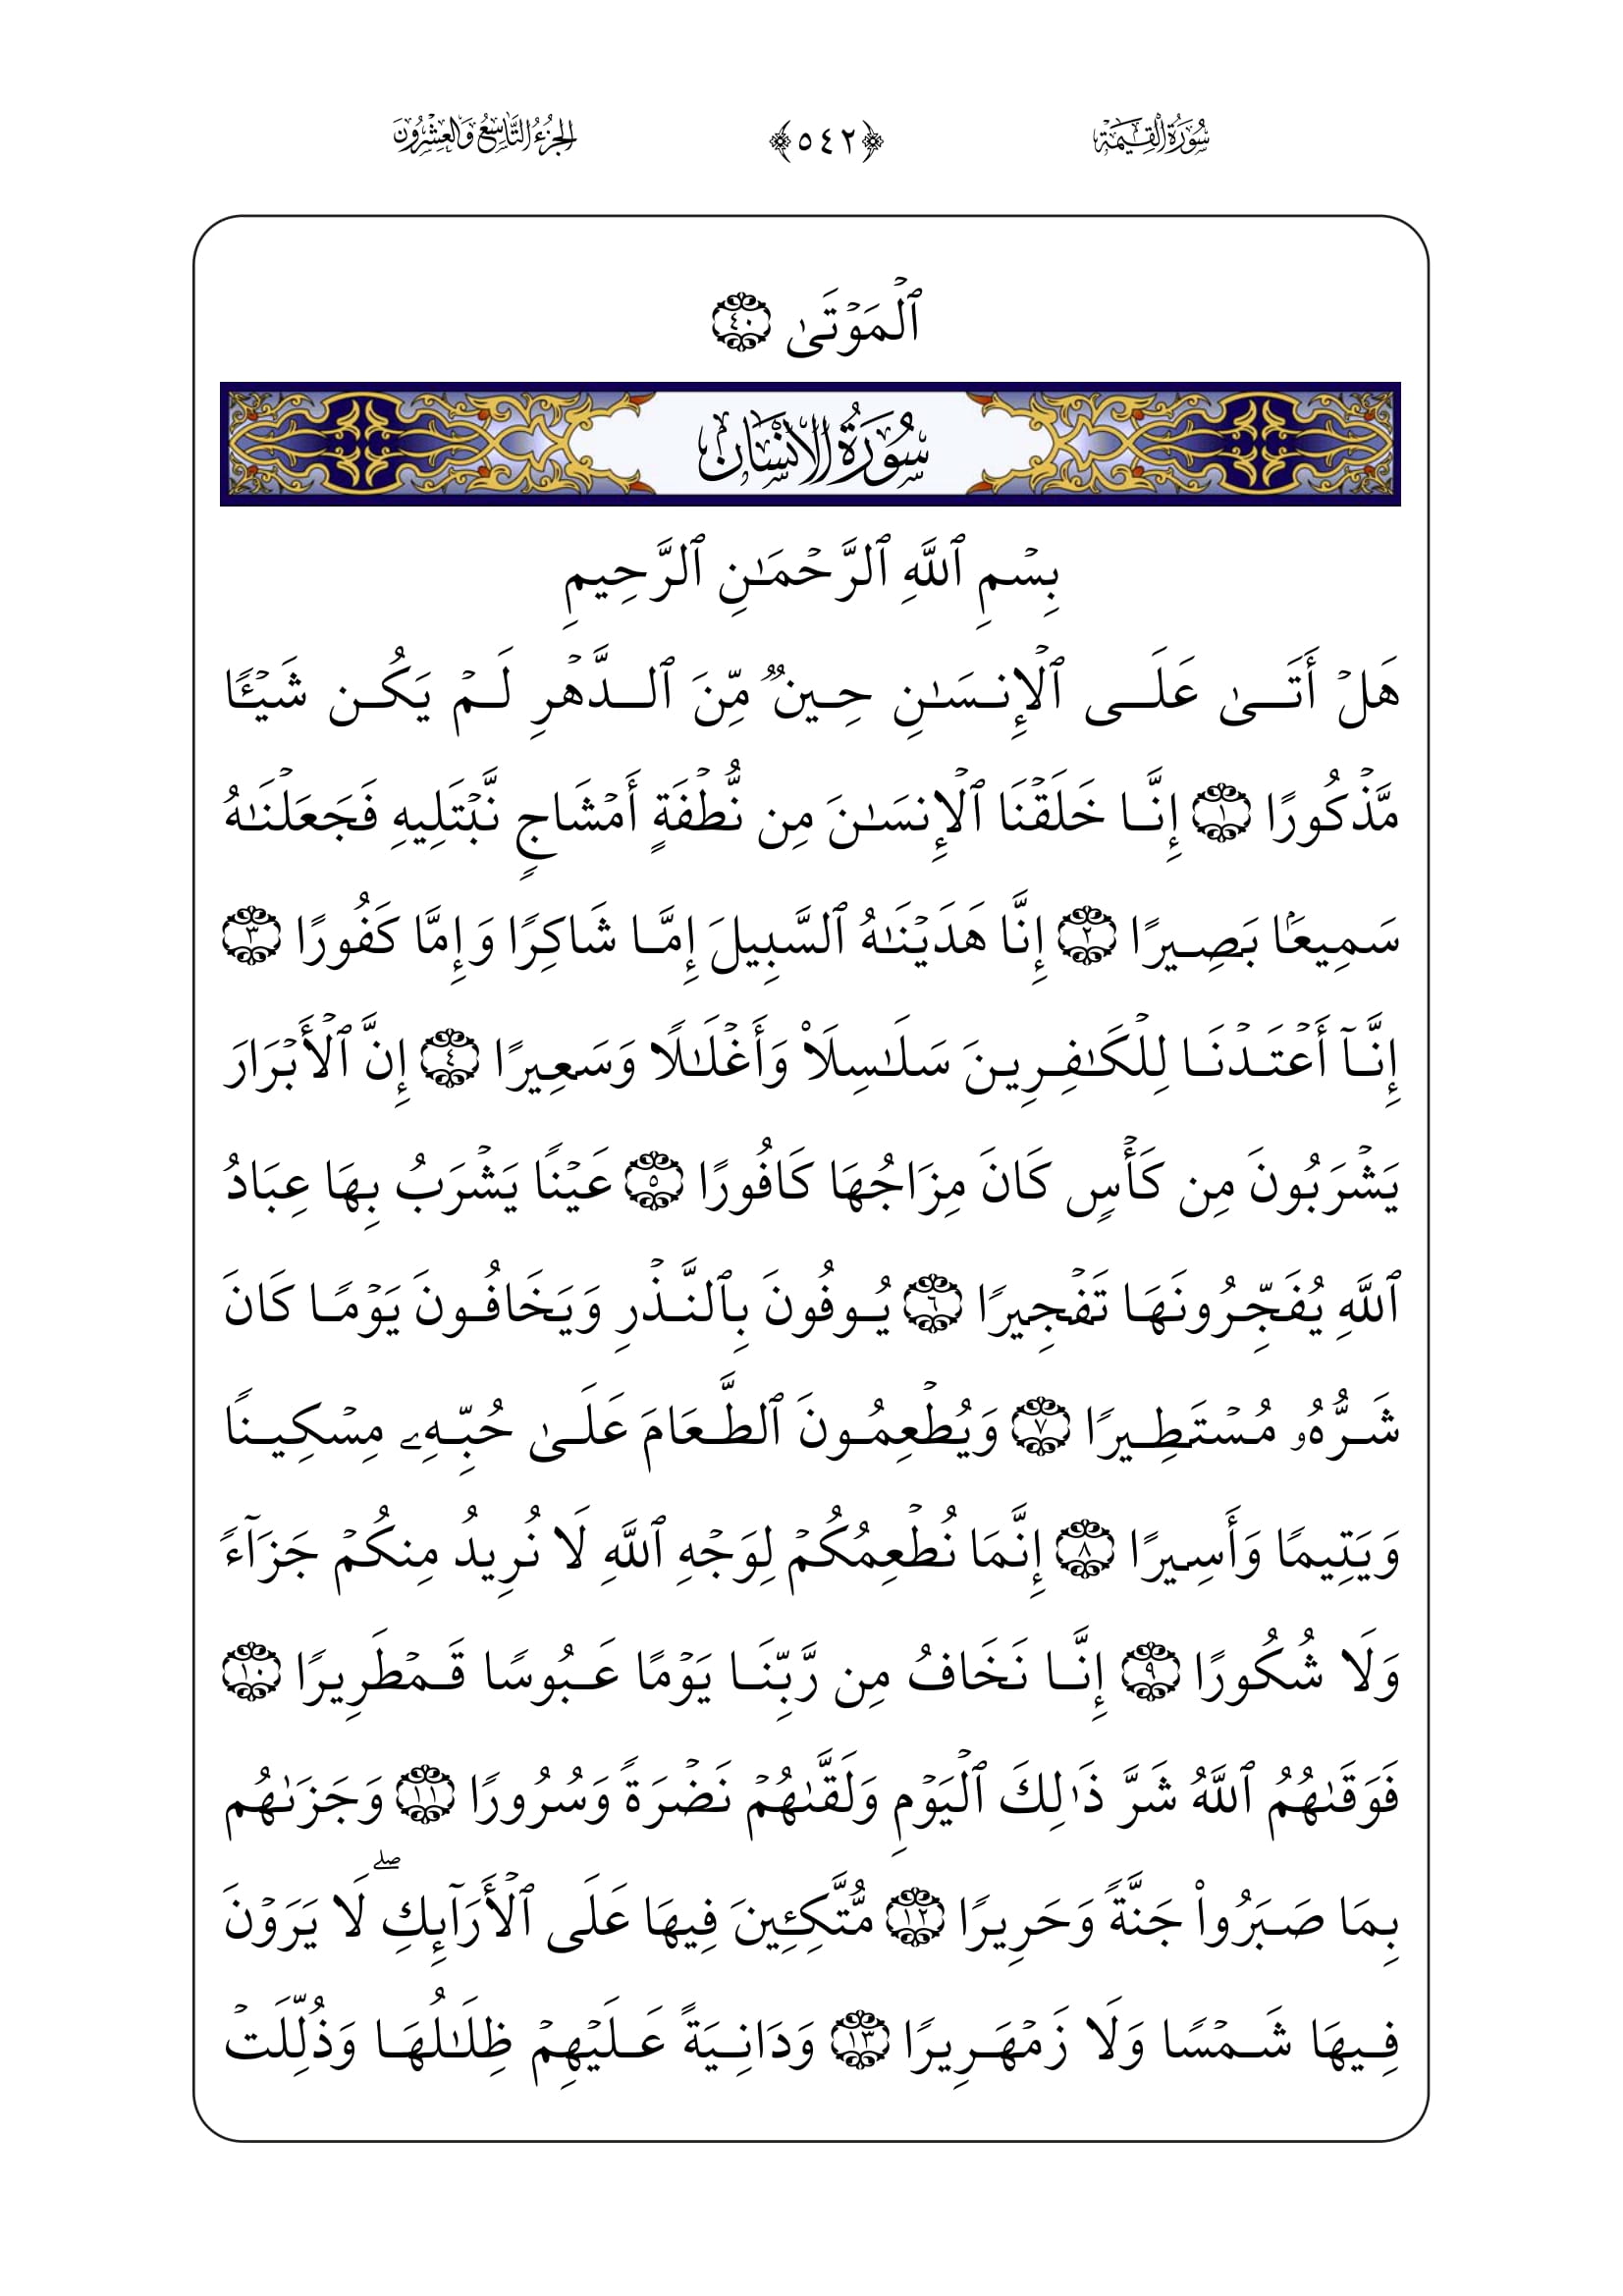 سُورَةُ الْقِيَٰمَةِ ﴿٥٤٢﴾ الجُزْءُ التَّاسِعُ وَالعِشْرُونَ
ٱلۡمَوۡتَىٰ ٤٠
سُورَةُ الإِنسَانِ
بِسۡمِ ٱللَّهِ ٱلرَّحۡمَـٰنِ ٱلرَّحِيمِ
هَلۡ أَتَىٰ عَلَى ٱلۡإِنسَـٰنِ حِينٌ مِّنَ ٱلدَّهۡرِ لَمۡ يَكُن شَيۡـًٔا
مَّذۡكُورًا ١ إِنَّا خَلَقۡنَا ٱلۡإِنسَـٰنَ مِن نُّطۡفَةٍ أَمۡشَاجٍ نَّبۡتَلِيهِ فَجَعَلۡنَـٰهُ
سَمِيعَۢا بَصِيرًا ٢ إِنَّا هَدَيۡنَـٰهُ ٱلسَّبِيلَ إِمَّا شَاكِرًا وَإِمَّا كَفُورًا ٣
إِنَّآ أَعۡتَدۡنَا لِلۡكَـٰفِرِينَ سَلَـٰسِلَاْ وَأَغۡلَـٰلًا وَسَعِيرًا ٤ إِنَّ ٱلۡأَبۡرَارَ
يَشۡرَبُونَ مِن كَأۡسٍ كَانَ مِزَاجُهَا كَافُورًا ٥ عَيۡنًا يَشۡرَبُ بِهَا عِبَادُ
ٱللَّهِ يُفَجِّرُونَهَا تَفۡجِيرًا ٦ يُوفُونَ بِٱلنَّذۡرِ وَيَخَافُونَ يَوۡمًا كَانَ
شَرُّهُۥ مُسۡتَطِيرًا ٧ وَيُطۡعِمُونَ ٱلطَّعَامَ عَلَىٰ حُبِّهِۦ مِسۡكِينًا
وَيَتِيمًا وَأَسِيرًا ٨ إِنَّمَا نُطۡعِمُكُمۡ لِوَجۡهِ ٱللَّهِ لَا نُرِيدُ مِنكُمۡ جَزَآءً
وَلَا شُكُورًا ٩ إِنَّا نَخَافُ مِن رَّبِّنَا يَوۡمًا عَبُوسًا قَمۡطَرِيرًا ١٠
فَوَقَىٰهُمُ ٱللَّهُ شَرَّ ذَٰلِكَ ٱلۡيَوۡمِ وَلَقَّىٰهُمۡ نَضۡرَةً وَسُرُورًا ١١ وَجَزَىٰهُم
بِمَا صَبَرُواْ جَنَّةً وَحَرِيرًا ١٢ مُّتَّكِـِٔينَ فِيهَا عَلَى ٱلۡأَرَآئِكِۖ لَا يَرَوۡنَ
فِيهَا شَمۡسًا وَلَا زَمۡهَرِيرًا ١٣ وَدَانِيَةً عَلَيۡهِمۡ ظِلَـٰلُهَا وَذُلِّلَتۡ